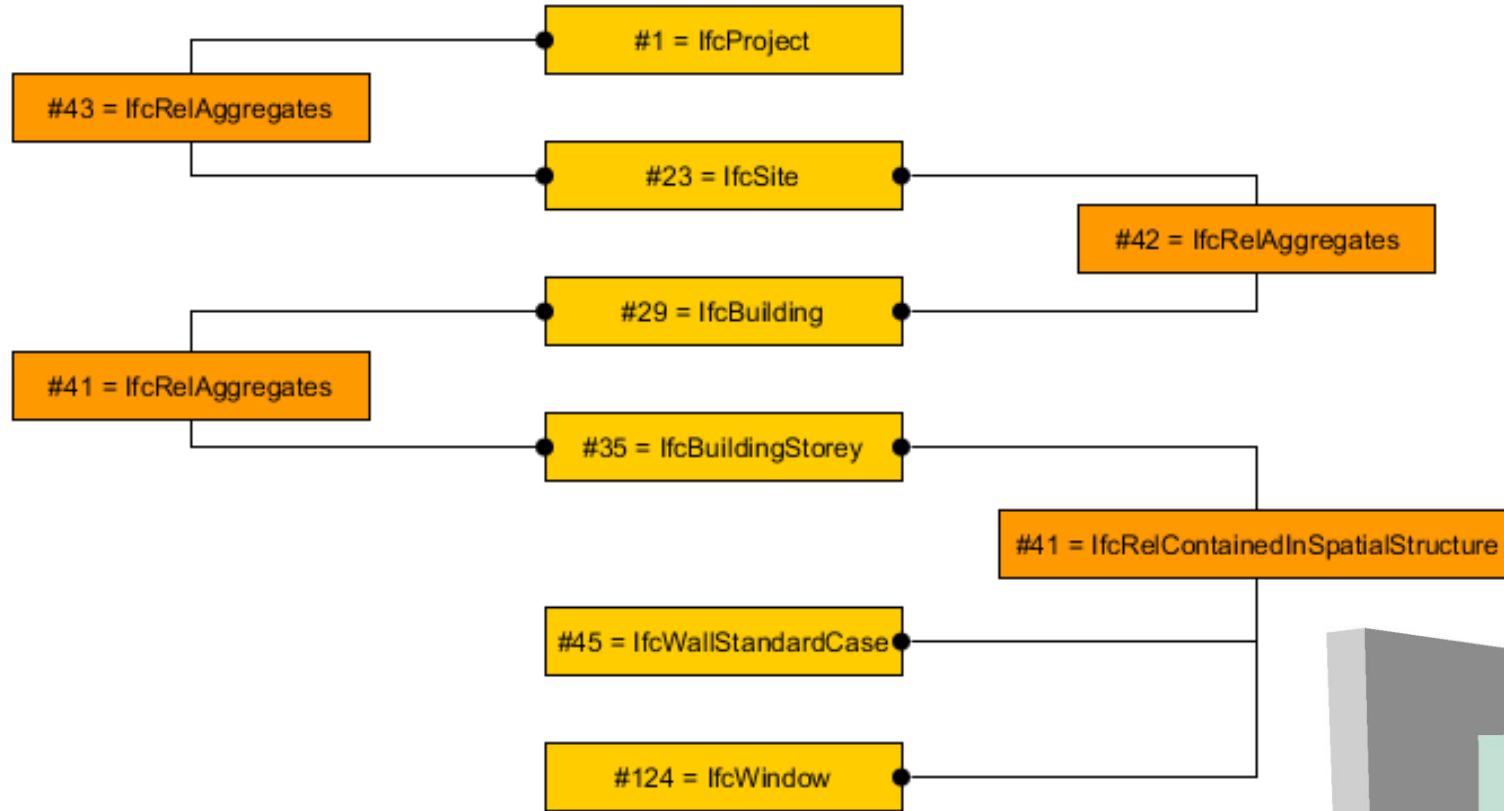 #1 = IfcProject
#43 = IfcRelAggregates
#23 = IfcSite
#42 = IfcRelAggregates
#29 = IfcBuilding
#41 = IfcRelAggregates
#35 = IfcBuildingStorey
#41 = IfcRelContainedInSpatialStructure
#45 = IfcWallStandardCase
#124 = IfcWindow